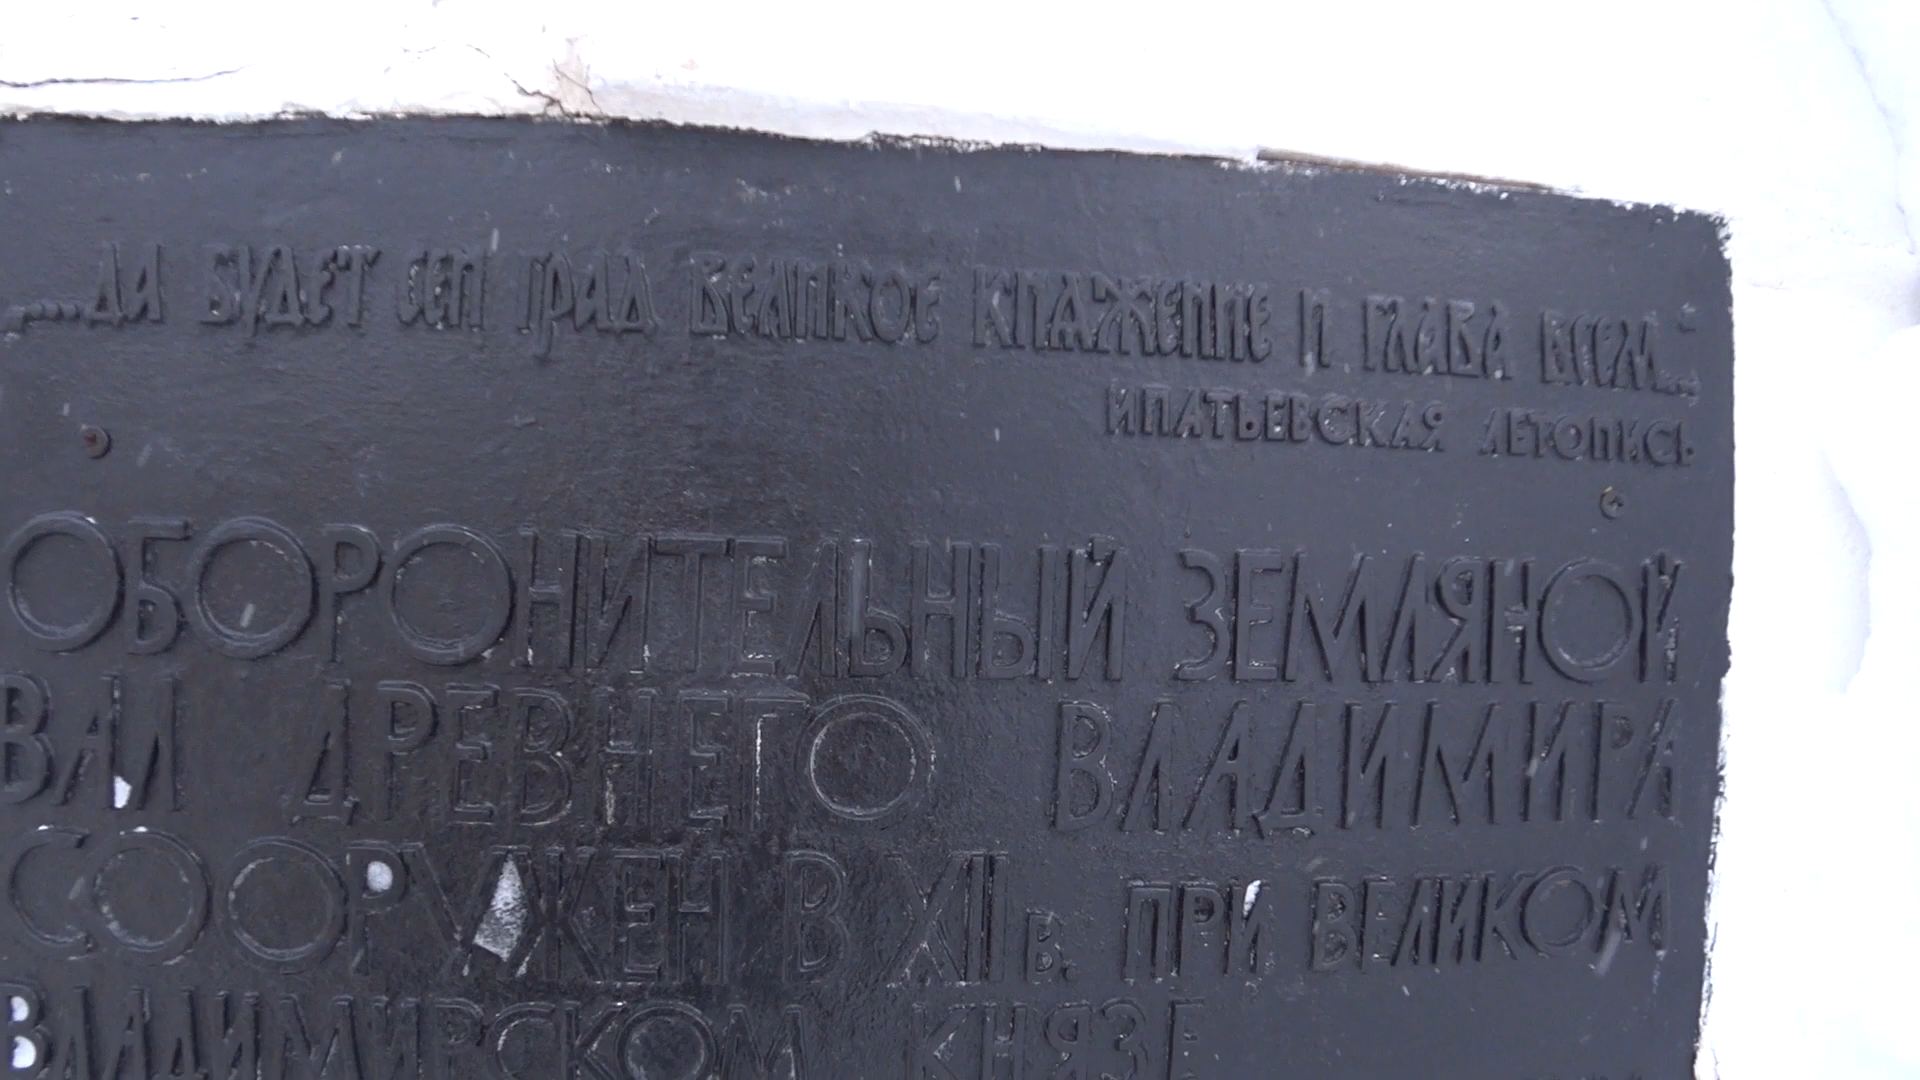 „...ДА БУДЕТ СЕЙ ГРАД ВЕЛИКОЕ КНЯЖЕНИЕ И ГЛАВА ВСЕМ..."
ИПАТЬЕВСКАЯ ЛЕТОПИСЬ
ОБОРОНИТЕЛЬНЫЙ ЗЕМЛЯНОЙ
ВАЛ ДРЕВНЕГО ВЛАДИМИРА
СООРУЖЕН В XII в. ПРИ ВЕЛИКОМ
ВЛАДИМИРСКОМ КНЯЗЕ